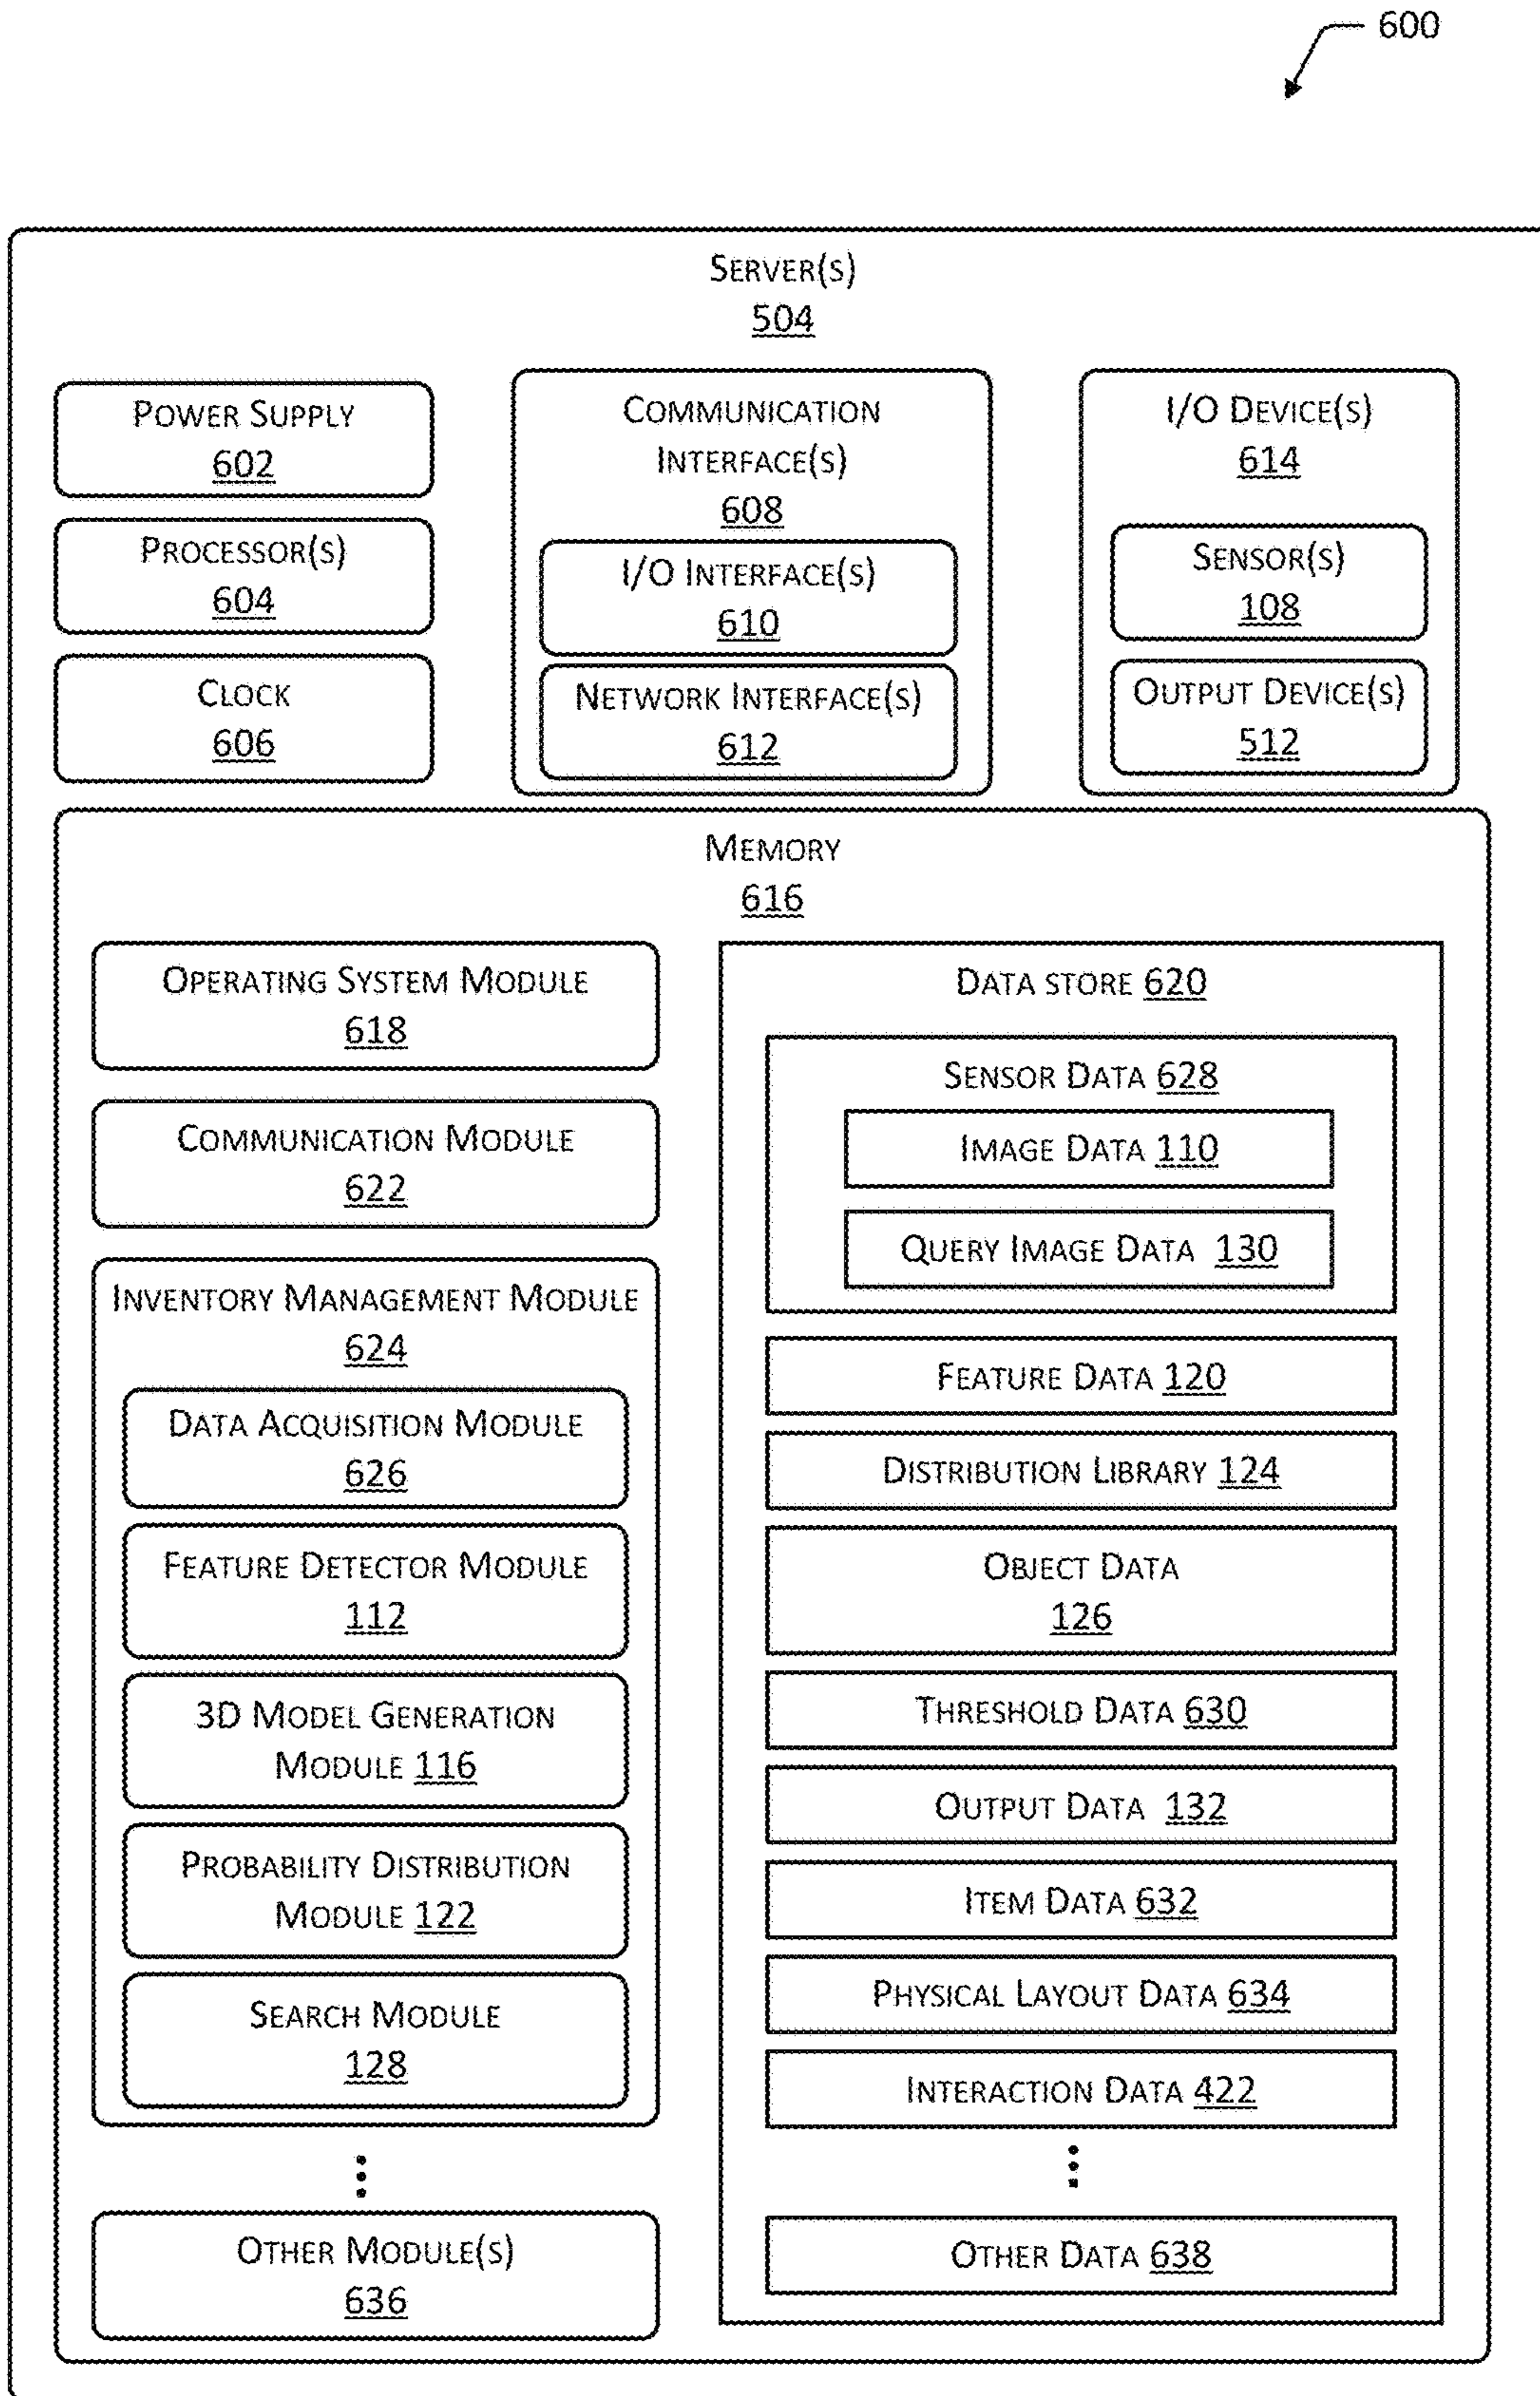 600
Server(s)
504
Power Supply
602
Processor(s)
604
Clock
606
Communication
Interface(s)
608
I/O Interface(s)
610
Network Interface(s)
612
I/O Device(s)
614
Sensor(s)
108
Output Device(s)
512
Memory
616
Operating System Module
618
Communication Module
622
Inventory Management Module
624
Data Acquisition Module
626
Feature Detector Module
112
3D Model Generation
Module 116
Probability Distribution
Module 122
Search Module
128
Other Module(s)
636
Data store 620
Sensor Data 628
Image Data 110
Query Image Data 130
Feature Data 120
Distribution Library 124
Object Data
126
Threshold Data 630
Output Data 132
Item Data 632
Physical Layout Data 634
Interaction Data 422
Other Data 638